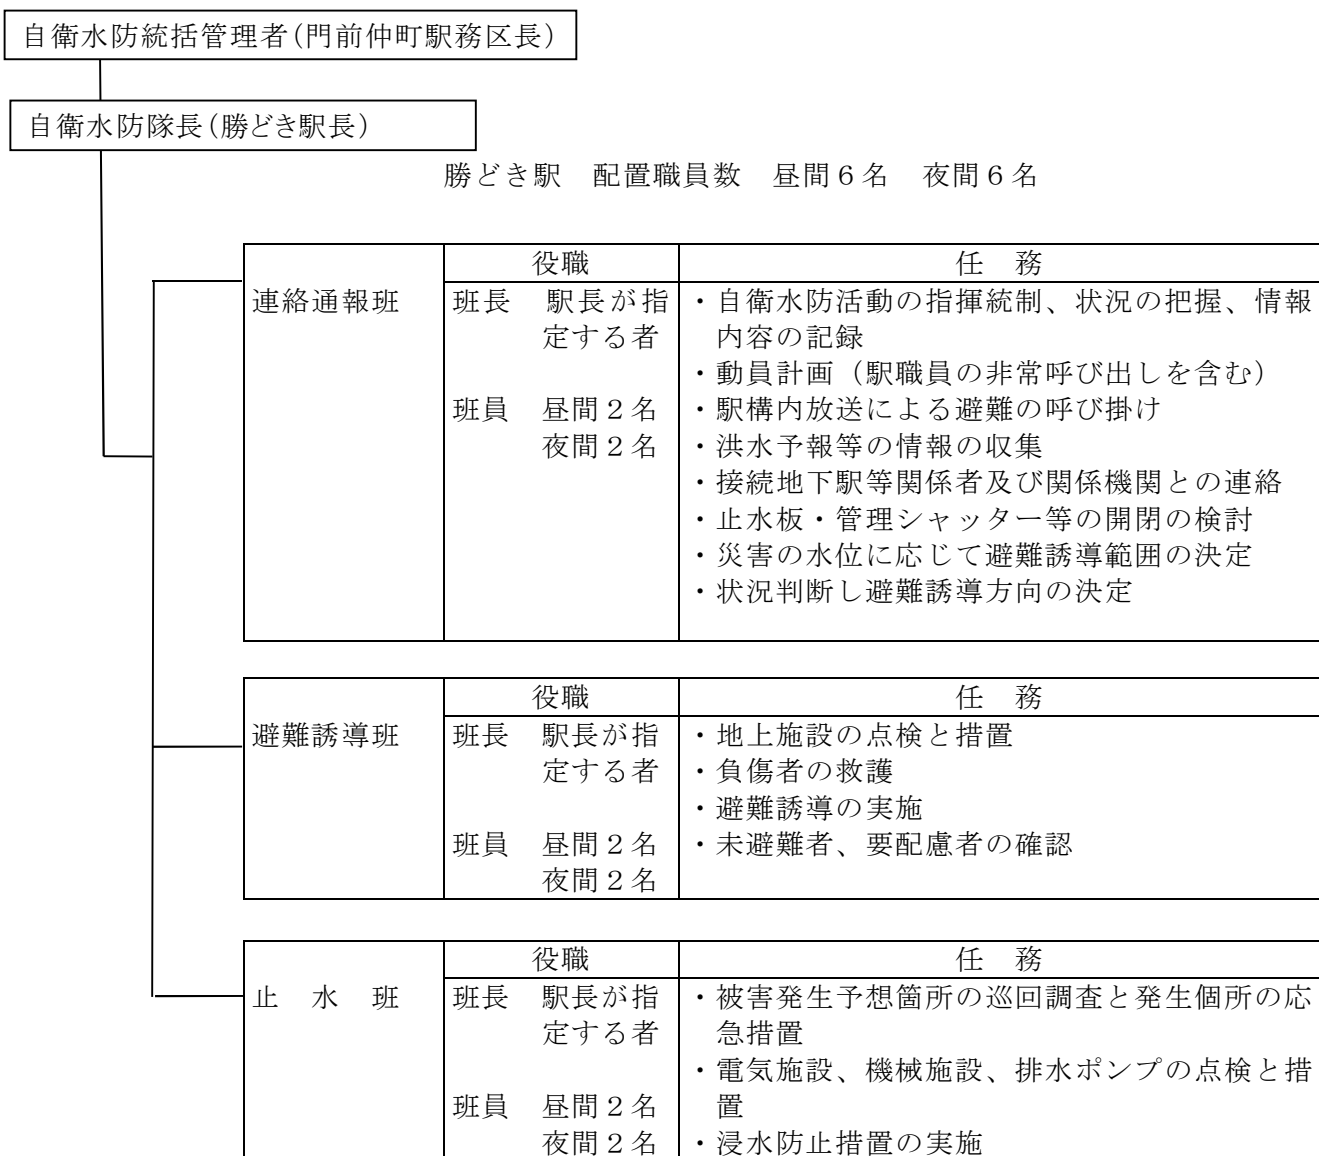 自衛水防統括管理者(門前仲町駅務区長)
自衛水防隊長(勝どき駅長)
勝どき駅　配置職員数　昼間６名　夜間６名
役職　任　務
連絡通報班
班長　駅長が指
定する者
班員　昼間２名
夜間２名
・自衛水防活動の指揮統制、状況の把握、情報
内容の記録
・動員計画（駅職員の非常呼び出しを含む）
・駅構内放送による避難の呼び掛け
・洪水予報等の情報の収集
・接続地下駅等関係者及び関係機関との連絡
・止水板・管理シャッター等の開閉の検討
・災害の水位に応じて避難誘導範囲の決定
・状況判断し避難誘導方向の決定
役職　任　務
避難誘導班
班長　駅長が指
定する者
班員　昼間２名
夜間２名
・地上施設の点検と措置
・負傷者の救護
・避難誘導の実施
・未避難者、要配慮者の確認
役職　任　務
止　水　班
班長　駅長が指
定する者
班員　昼間２名
夜間２名
・被害発生予想箇所の巡回調査と発生個所の応
急措置
・電気施設、機械施設、排水ポンプの点検と措
置
・浸水防止措置の実施